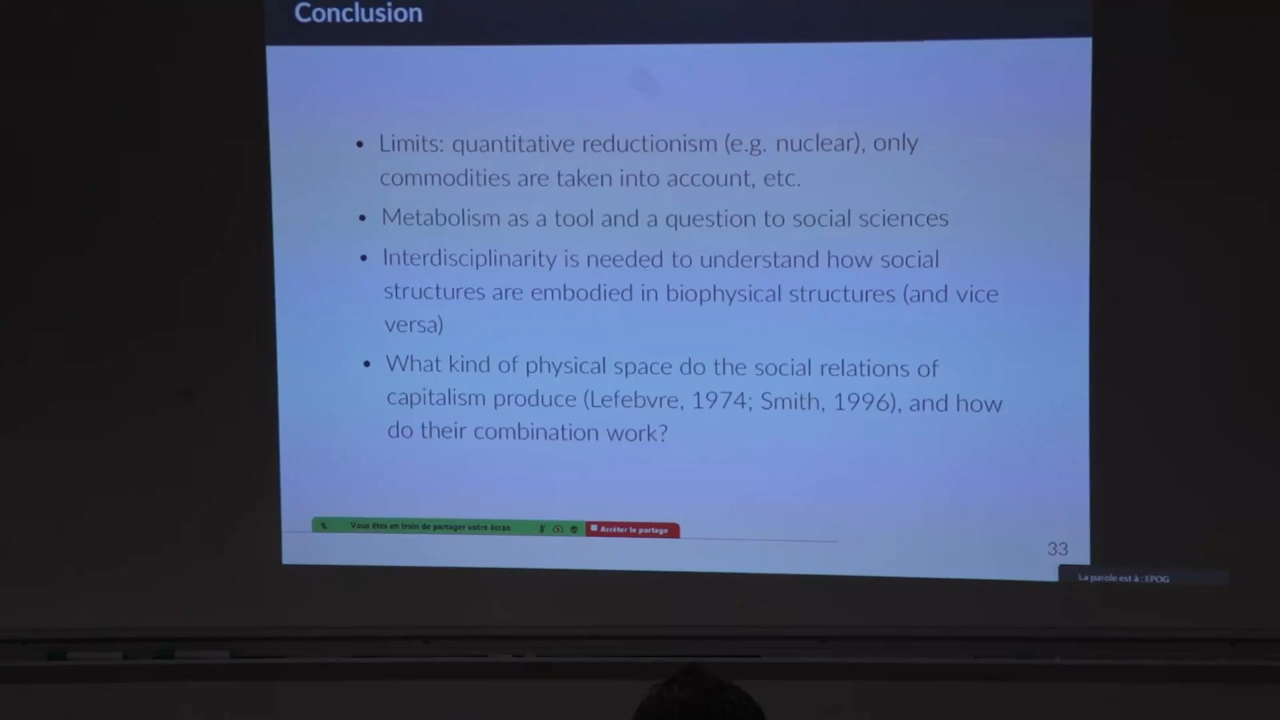 Conclusion
• Limits: quantitative reductionism (e.g. nuclear), only
commodities are taken into account, etc.
• Metabolism as a tool and a question to social sciences
• Interdisciplinarity is needed to understand how social
structures are embodied in biophysical structures (and vice
versa)
• What kind of physical space do the social relations of
capitalism produce (Lefebvre, 1974; Smith, 1996), and how
do their combination work?
Vous êtes en train de partager votre écran
Arrêter le partage
33
La parole est à : EPOG